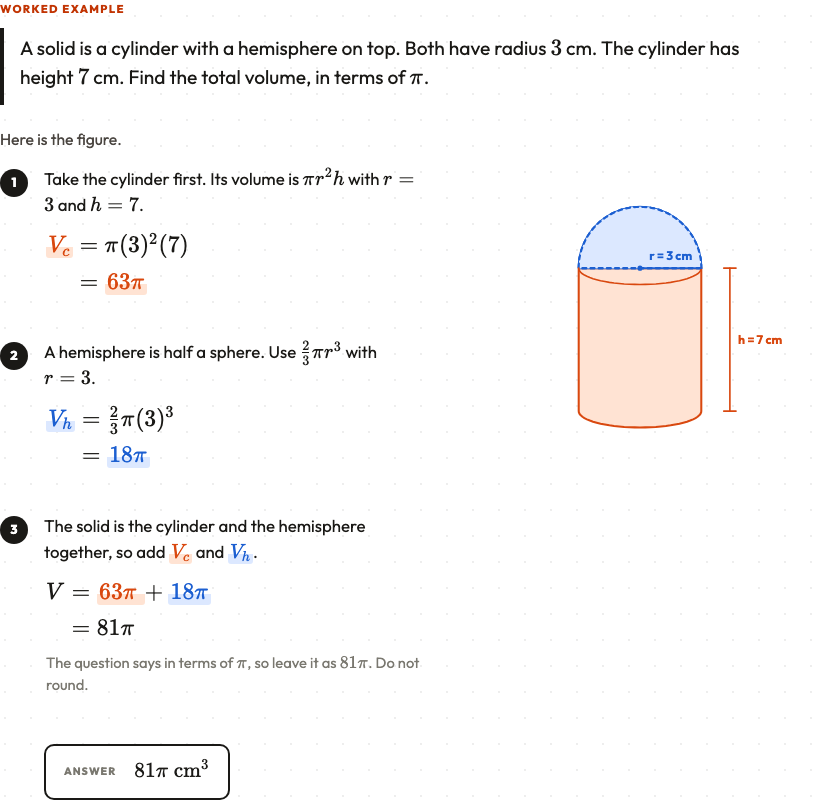 WORKED EXAMPLE
A solid is a cylinder with a hemisphere on top. Both have radius 3 cm. The cylinder has
height 7 cm. Find the total volume, in terms of π.
Here is the figure.
1 Take the cylinder first. Its volume is πr²h with r =
3 and h = 7.
V_c = π(3)²(7)
= 63π
r = 3 cm
h = 7 cm
2 A hemisphere is half a sphere. Use 2/3 πr³ with
r = 3.
V_h = 2/3 π(3)³
= 18π
3 The solid is the cylinder and the hemisphere
together, so add V_c and V_h.
V = 63π + 18π
= 81π
The question says in terms of π, so leave it as 81π. Do not
round.
ANSWER 81π cm³